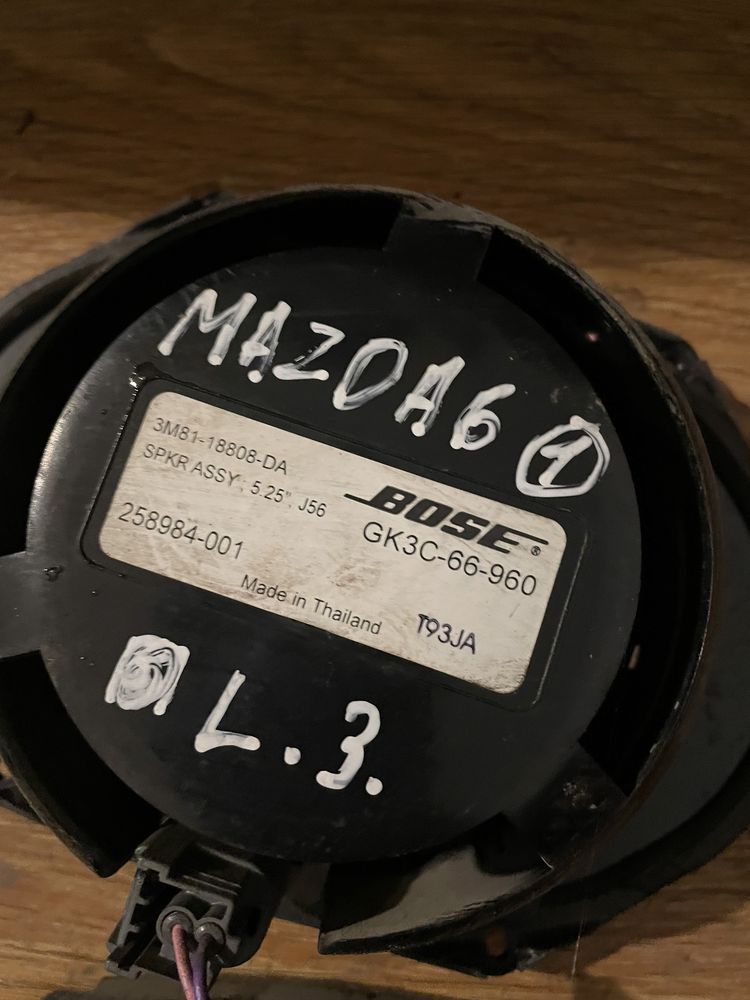 MAZDA6 1
3M81-18808-DA
SPKR ASSY, 5.25", J56
BOSE®
258984-001
GK3C-66-960
Made in Thailand
T93JA
L.3.